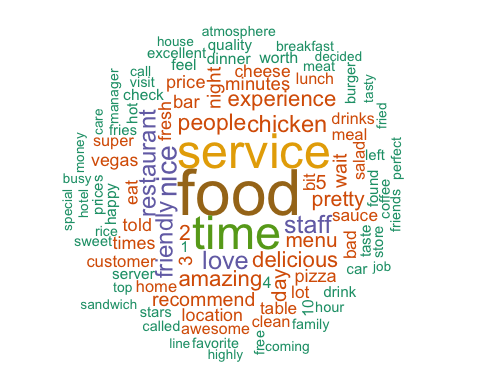 atmosphere
house
quality
breakfast
excellent
dinner
worth
decided
feel
cheese
meat
call
night
minutes
lunch
burger
visit
price
manager
check
bar
experience
tasty
hot
fresh
drinks
fried
care
fries
people
chicken
meal
super
restaurant
service
wait
salad
left
perfect
money
vegas
nice
busy
eat
food
bit
5
pretty
found
coffee
friends
special
hotel
prices
happy
sauce
rice
told
friendly
2
time
staff
bad
taste
store
sweet
times
1
menu
customer
3
love
delicious
car
job
server
amazing
day
4
pizza
top
home
lot
drink
sandwich
recommend
10
hour
stars
location
table
called
awesome
clean
family
line
favorite
free
coming
highly